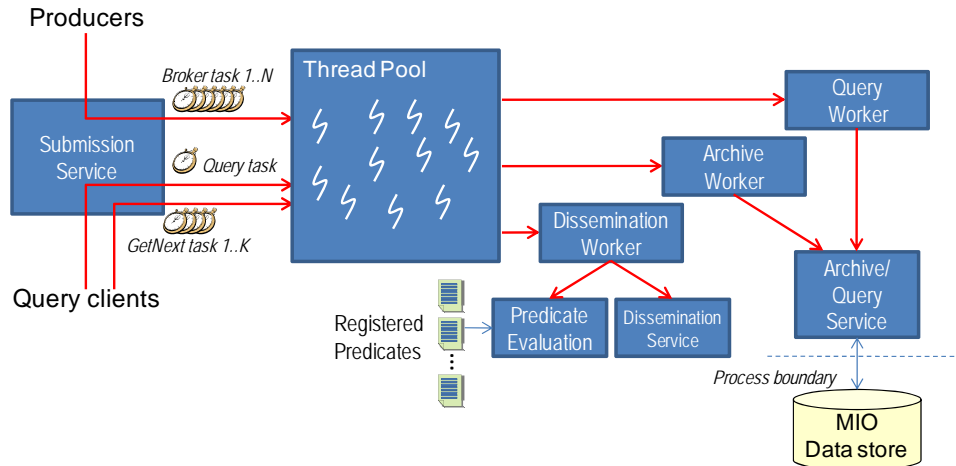 Producers
Broker task 1..N
Thread Pool
Query
Worker
Submission
Service
Query task
Archive
Worker
GetNext task 1..K
Dissemination
Worker
Query clients
Archive/
Query
Service
Registered
Predicates
Predicate
Evaluation
Dissemination
Service
Process boundary
MIO
Data store